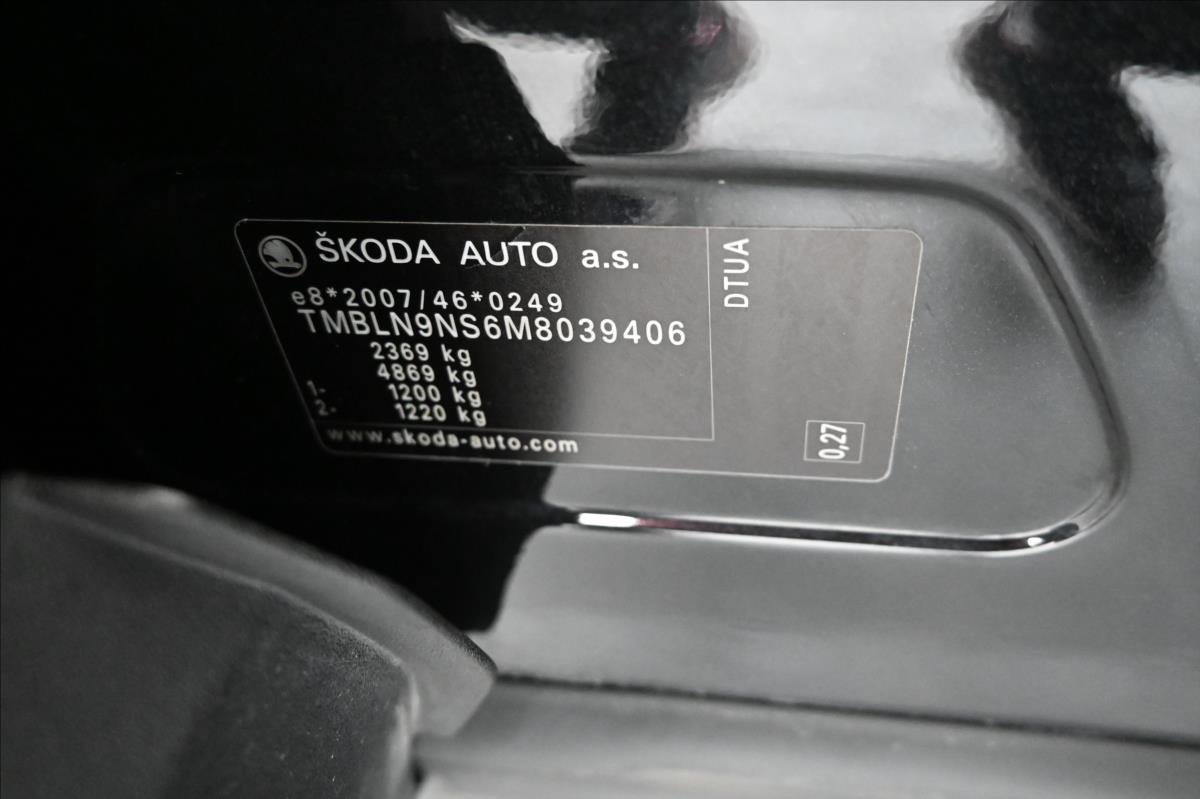 ŠKODA AUTO a.s.
e8*2007/46*0249
TMBLN9NS6M8039406
2369 kg
4869 kg
1- 1200 kg
2- 1220 kg
www.skoda-auto.com
DTUA
0,27